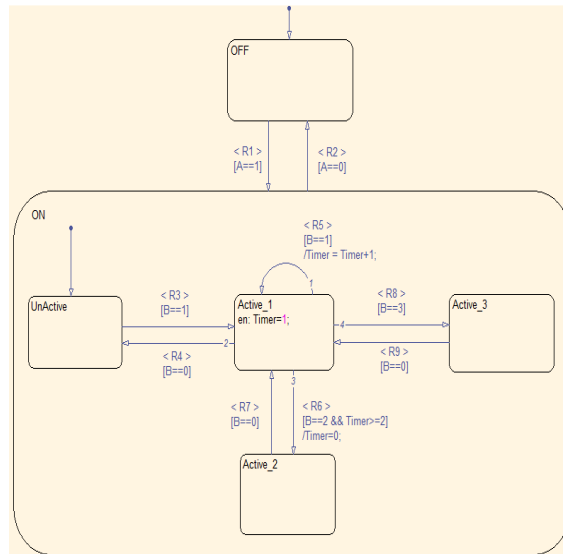 OFF
< R1 >
[A==1]
< R2 >
[A==0]
ON
< R5 >
[B==1]
/Timer = Timer+1;
1
UnActive
< R3 >
[B==1]
Active_1
en: Timer=1;
< R8 >
[B==3]
Active_3
4
2
< R4 >
[B==0]
< R9 >
[B==0]
3
< R7 >
[B==0]
< R6 >
[B==2 && Timer>=2]
/Timer=0;
Active_2